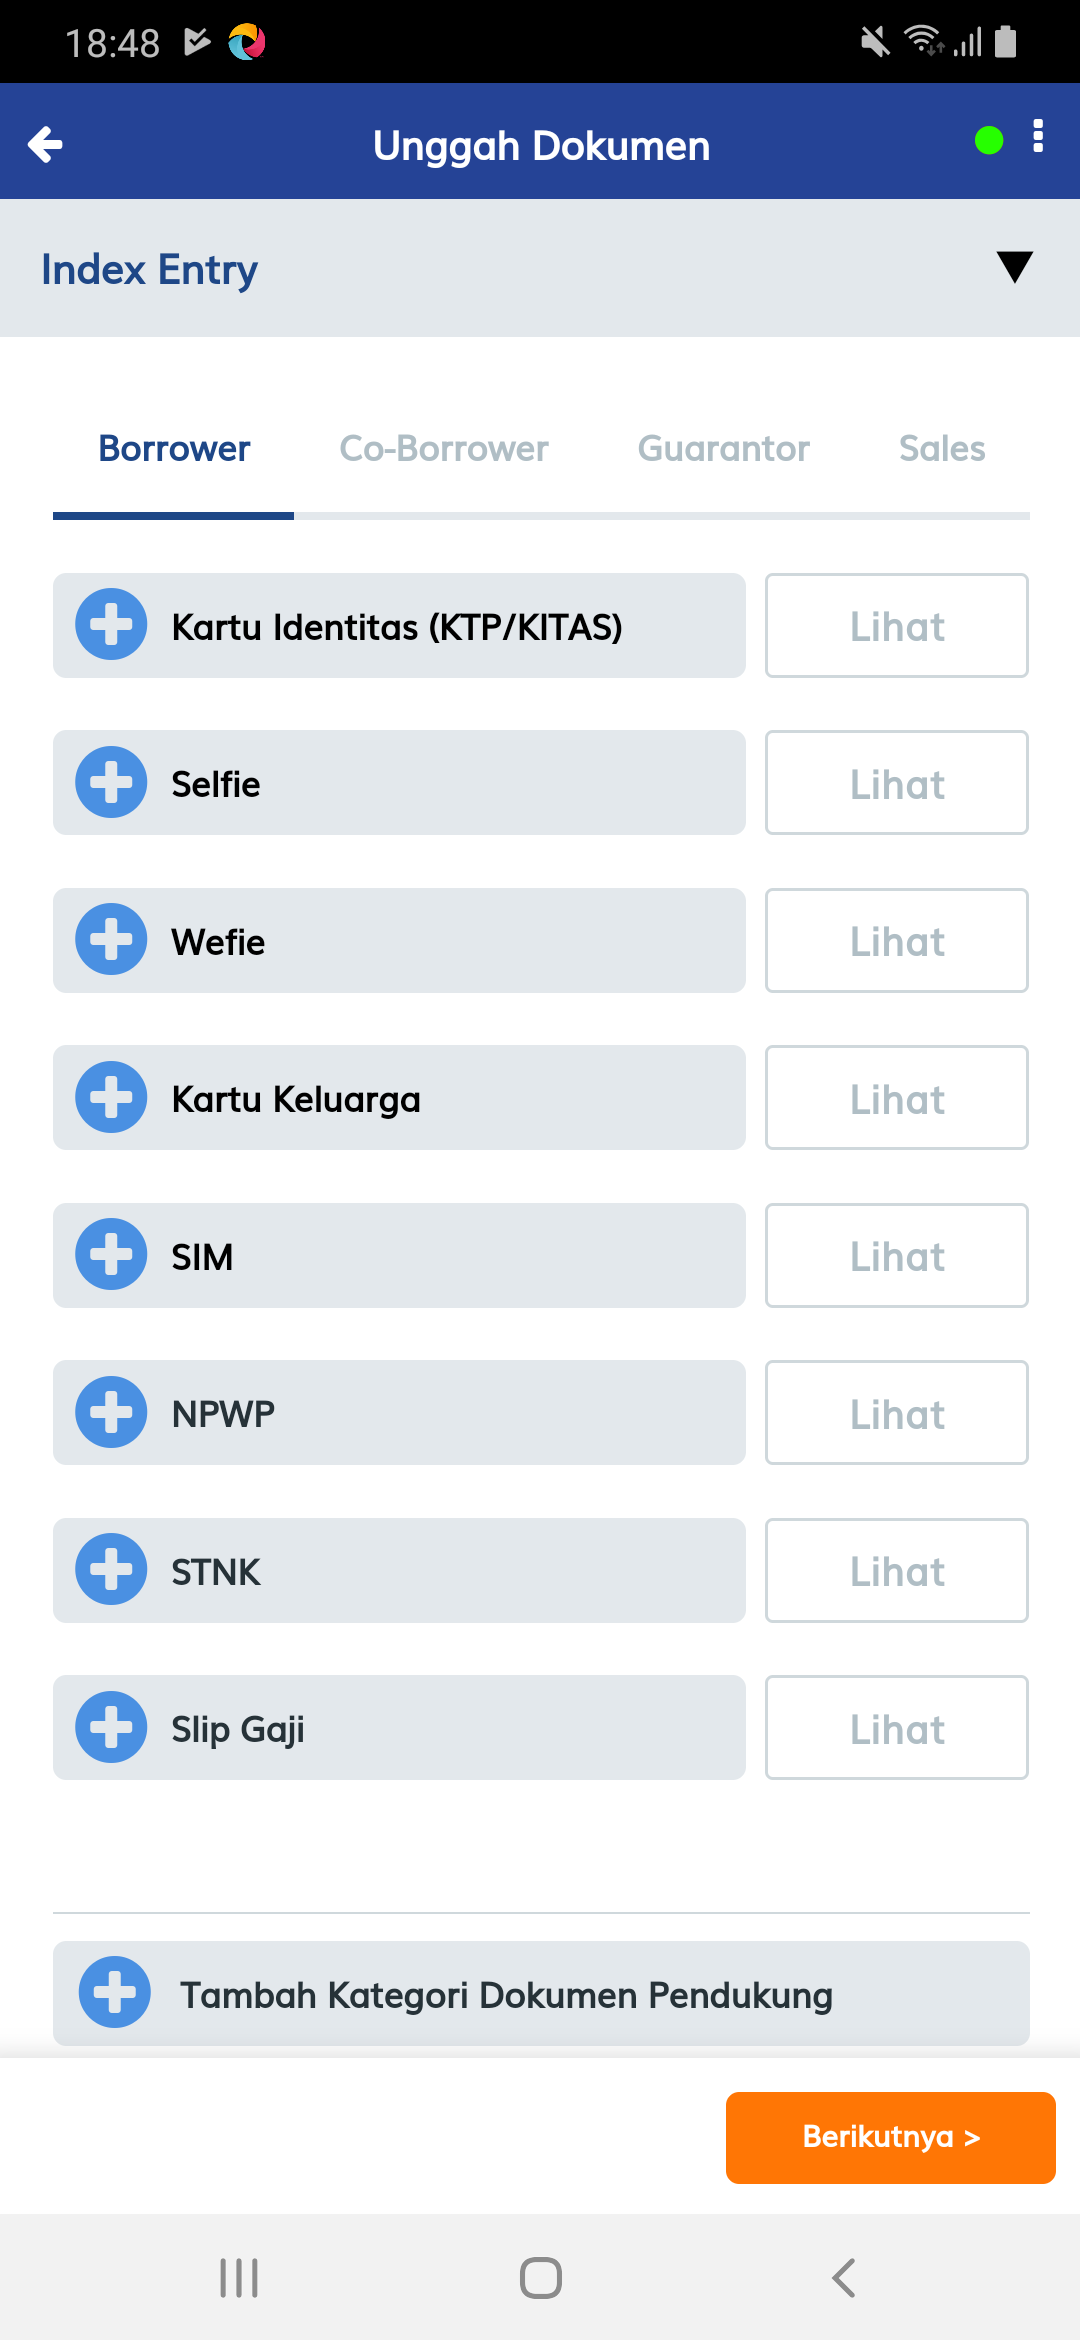 18:48
Unggah Dokumen
Index Entry
Borrower Co-Borrower Guarantor Sales
Kartu Identitas (KTP/KITAS) Lihat
Selfie Lihat
Wefie Lihat
Kartu Keluarga Lihat
SIM Lihat
NPWP Lihat
STNK Lihat
Slip Gaji Lihat
Tambah Kategori Dokumen Pendukung
Berikutnya >